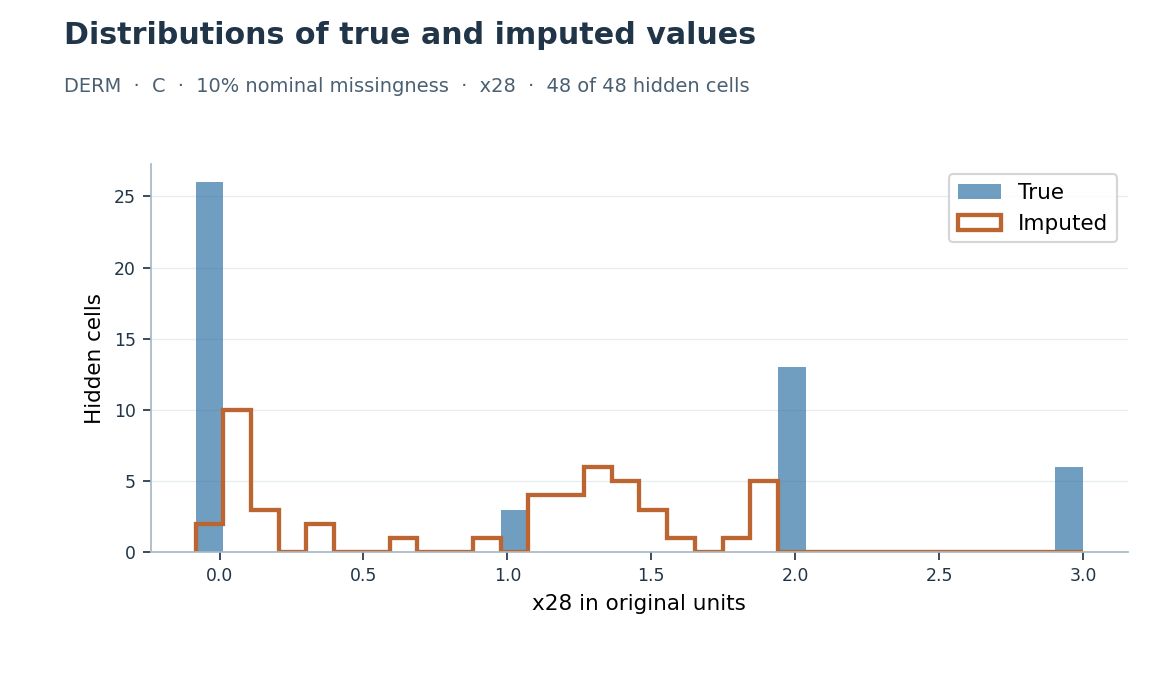 Distributions of true and imputed values
DERM · C · 10% nominal missingness · x28 · 48 of 48 hidden cells
True
Imputed
Hidden cells
25
20
15
10
5
0
0.0 0.5 1.0 1.5 2.0 2.5 3.0
x28 in original units